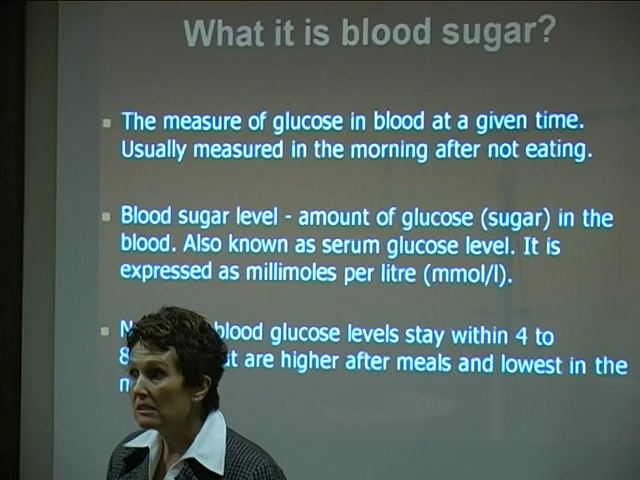 What it is blood sugar?
The measure of glucose in blood at a given time.
Usually measured in the morning after not eating.
Blood sugar level - amount of glucose (sugar) in the
blood. Also known as serum glucose level. It is
expressed as millimoles per litre (mmol/l).
blood glucose levels stay within 4 to
8 are higher after meals and lowest in the